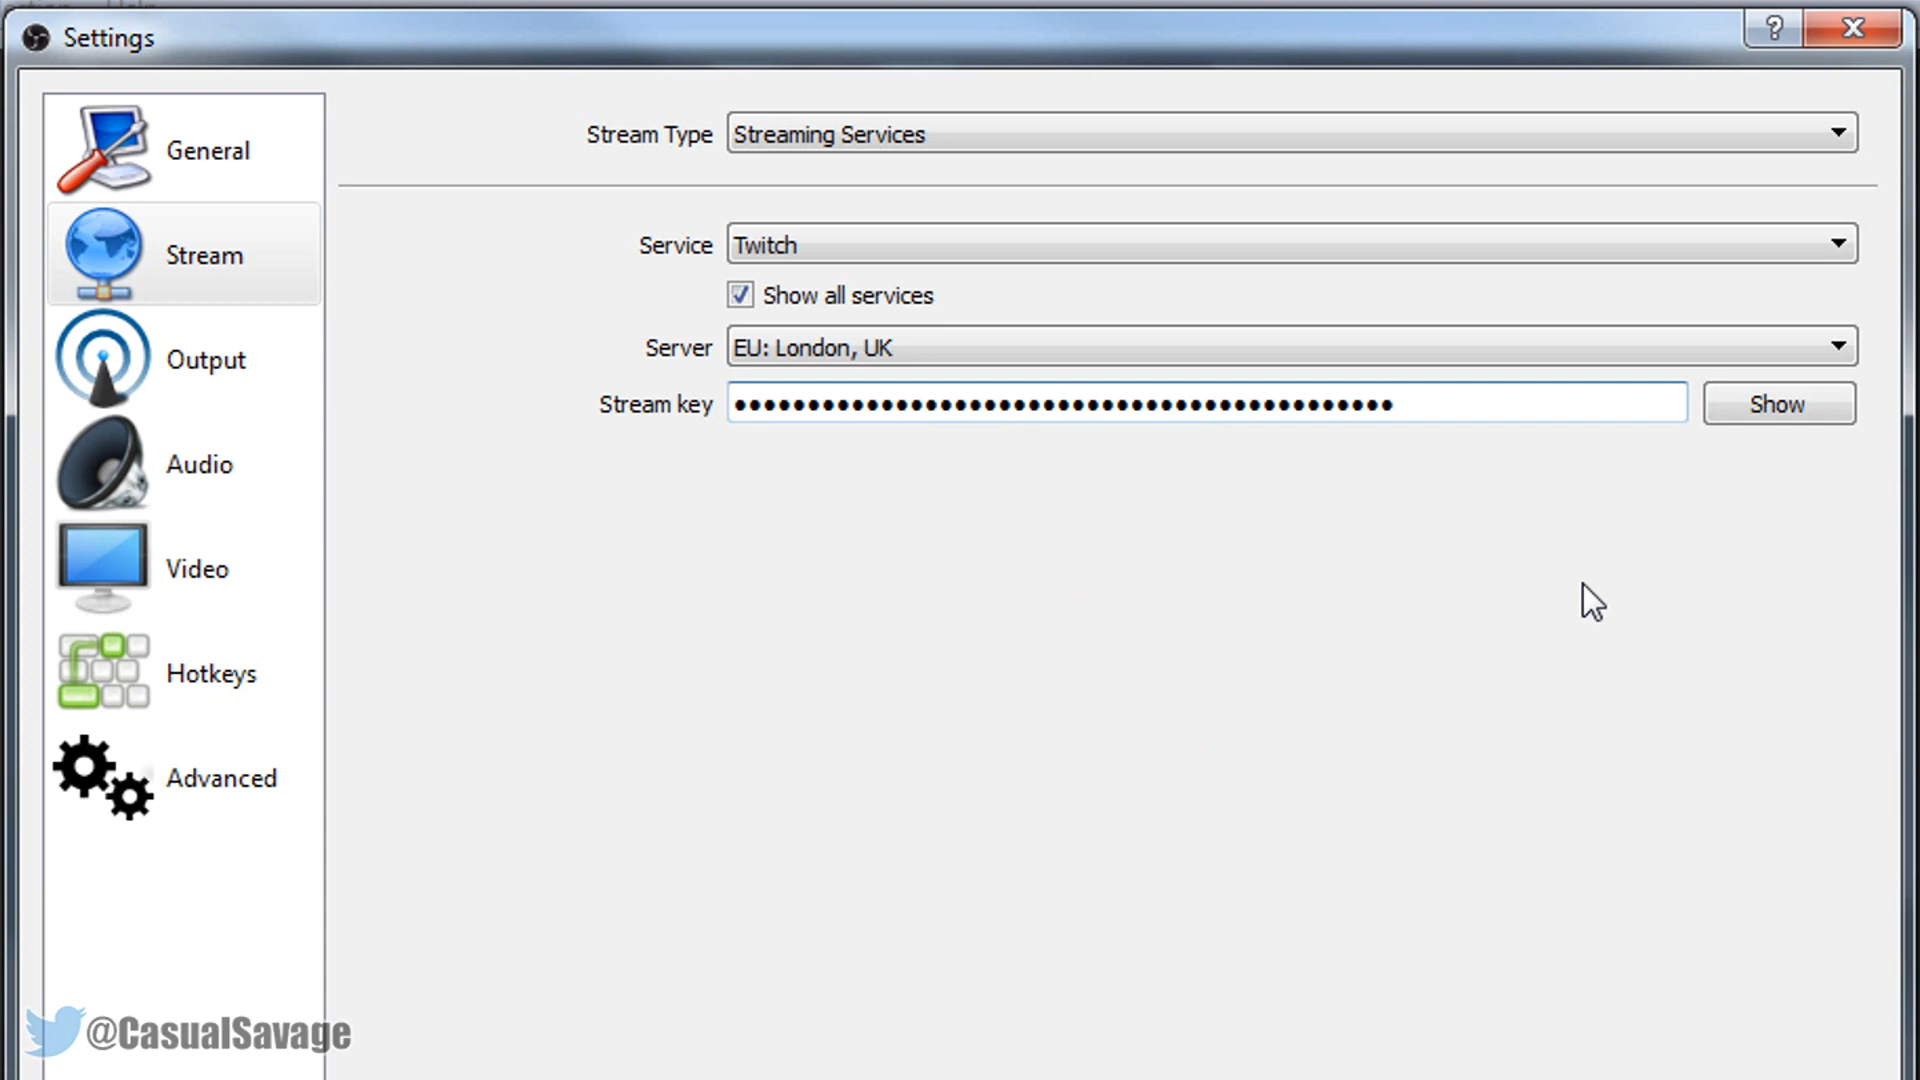 Settings
?
General
Stream
Output
Audio
Video
Hotkeys
Advanced
Stream Type Streaming Services
Service Twitch
Show all services
Server EU: London, UK
Stream key ●●●●●●●●●●●●●●●●●●●●●●●●●●●●●●●●●●●●●●●●●●●●●● Show
@CasualSavage